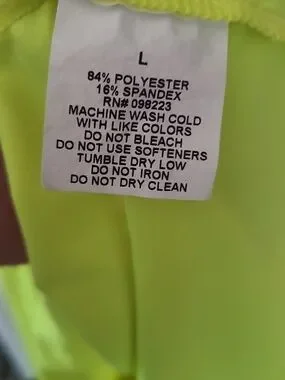 L
84% POLYESTER
16% SPANDEX
RN# 098223
MACHINE WASH COLD
WITH LIKE COLORS
DO NOT BLEACH
DO NOT USE SOFTENERS
TUMBLE DRY LOW
DO NOT IRON
DO NOT DRY CLEAN